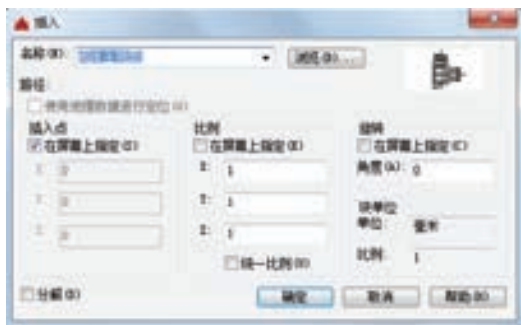 插入
名称(N): 浏览(B)...
路径:
使用地理数据进行定位(G)
插入点 比例 旋转
在屏幕上指定(S) 在屏幕上指定(E) 在屏幕上指定(C)
X: 0 X: 1 角度(A): 0
Y: 0 Y: 1 块单位
Z: 0 Z: 1 单位: 毫米
统一比例(U) 比例: 1
分解(D) 确定 取消 帮助(H)